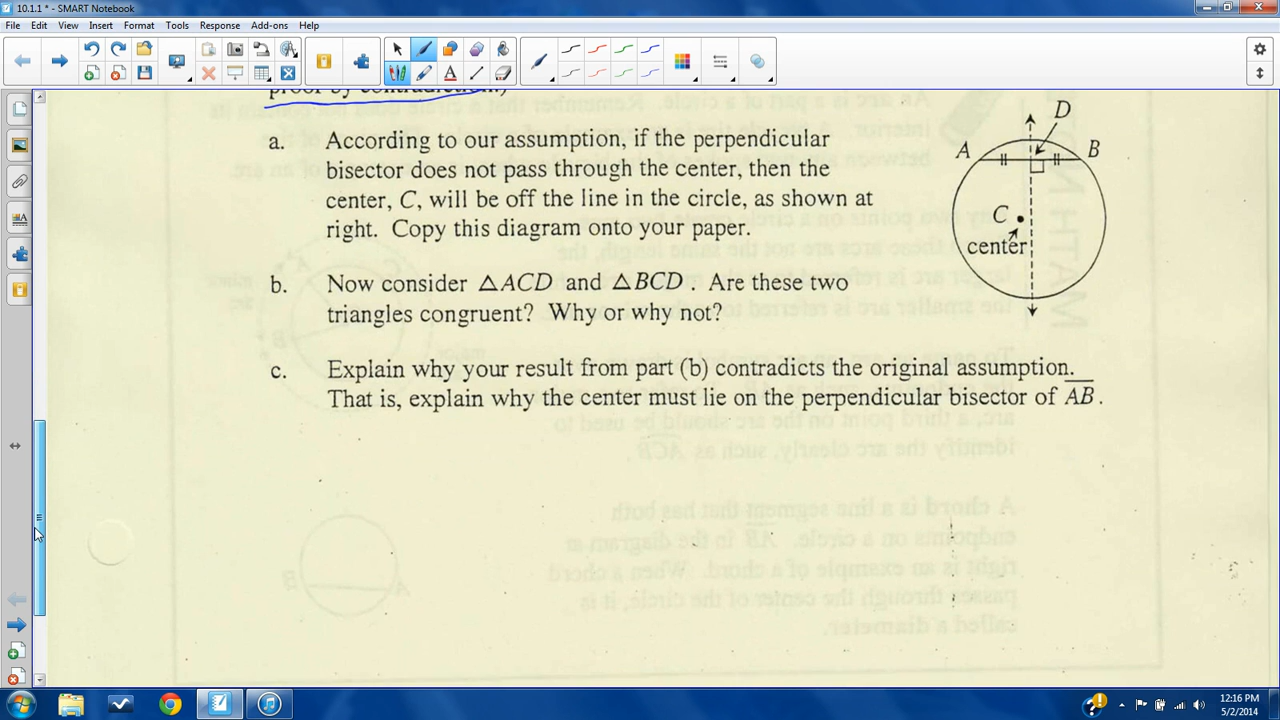 10.1.1 * - SMART Notebook
File Edit View Insert Format Tools Responses Add-ons Help
proof by contradiction.)
a. According to our assumption, if the perpendicular
bisector does not pass through the center, then the
center, C, will be off the line in the circle, as shown at
right. Copy this diagram onto your paper.
D
A B
C
center
b. Now consider △ACD and △BCD. Are these two
triangles congruent? Why or why not?
c. Explain why your result from part (b) contradicts the original assumption.
That is, explain why the center must lie on the perpendicular bisector of AB.
12:16 PM
5/2/2014